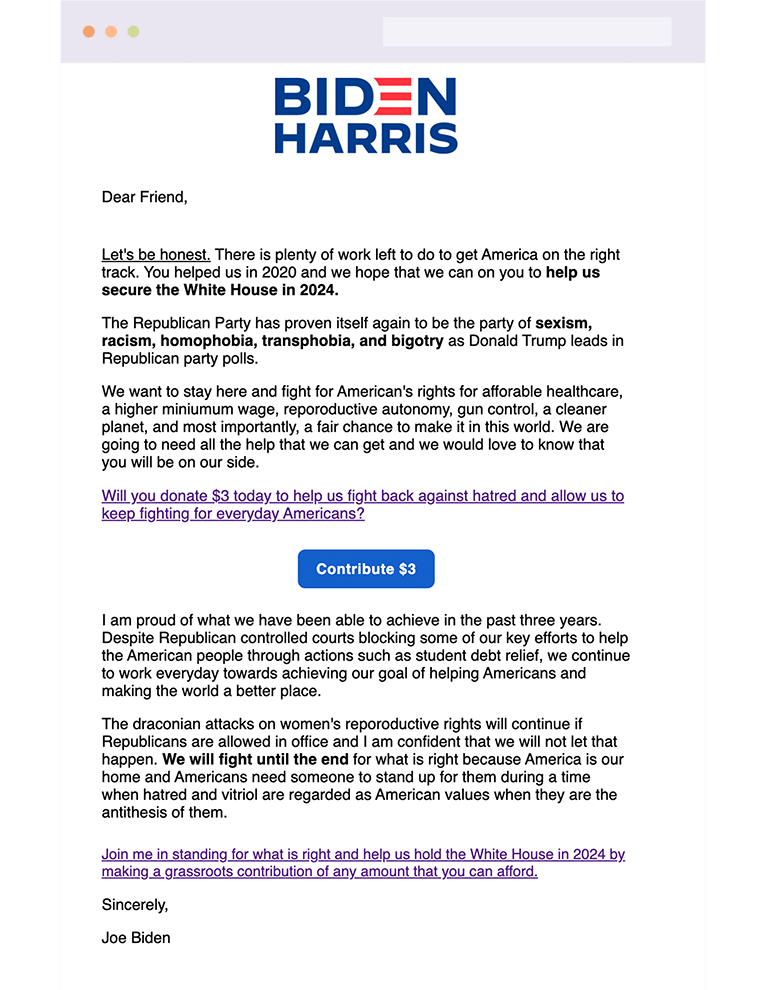 BIDEN
HARRIS
Dear Friend,
Let's be honest. There is plenty of work left to do to get America on the right
track. You helped us in 2020 and we hope that we can on you to help us
secure the White House in 2024.
The Republican Party has proven itself again to be the party of sexism,
racism, homophobia, transphobia, and bigotry as Donald Trump leads in
Republican party polls.
We want to stay here and fight for American's rights for afforable healthcare,
a higher miniumum wage, reporoductive autonomy, gun control, a cleaner
planet, and most importantly, a fair chance to make it in this world. We are
going to need all the help that we can get and we would love to know that
you will be on our side.
Will you donate $3 today to help us fight back against hatred and allow us to
keep fighting for everyday Americans?
Contribute $3
I am proud of what we have been able to achieve in the past three years.
Despite Republican controlled courts blocking some of our key efforts to help
the American people through actions such as student debt relief, we continue
to work everyday towards achieving our goal of helping Americans and
making the world a better place.
The draconian attacks on women's reporoductive rights will continue if
Republicans are allowed in office and I am confident that we will not let that
happen. We will fight until the end for what is right because America is our
home and Americans need someone to stand up for them during a time
when hatred and vitriol are regarded as American values when they are the
antithesis of them.
Join me in standing for what is right and help us hold the White House in 2024 by
making a grassroots contribution of any amount that you can afford.
Sincerely,
Joe Biden